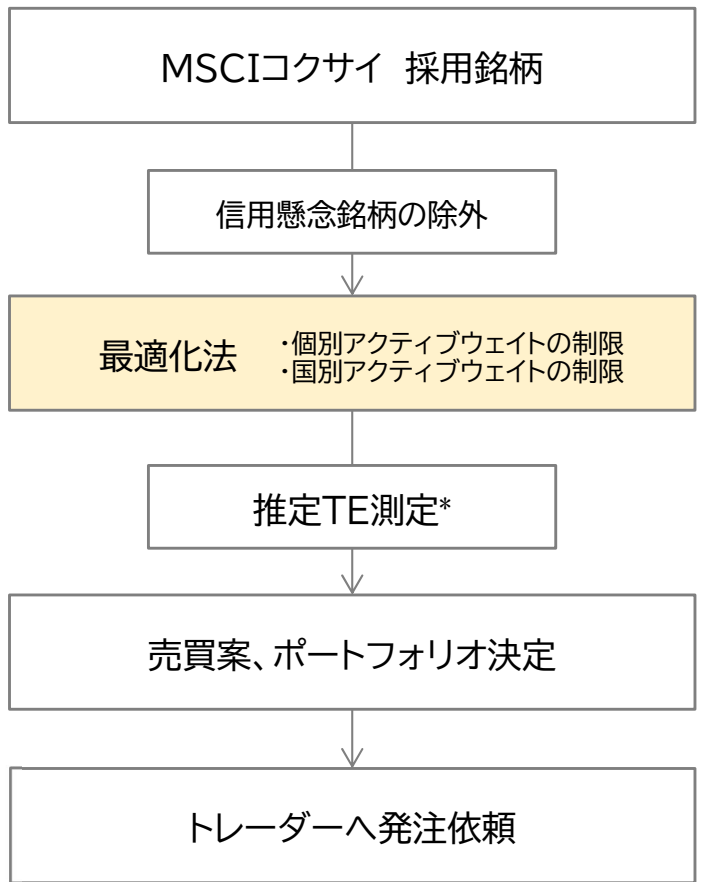 MSCIコクサイ 採用銘柄
信用懸念銘柄の除外
最適化法
・個別アクティブウェイトの制限
・国別アクティブウェイトの制限
推定TE測定*
売買案、ポートフォリオ決定
トレーダーへ発注依頼